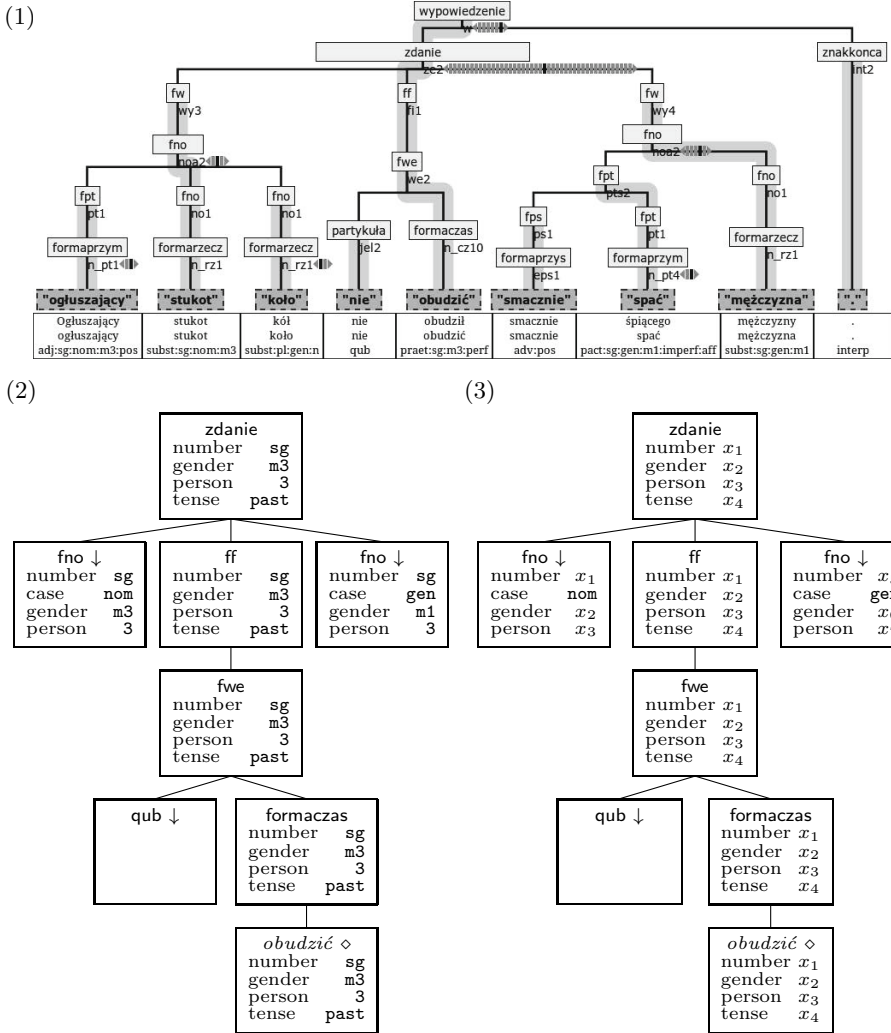 (1)
wypowiedzenie
w
zdanie
znakkonca
ze2
int2
fw
ff
fw
wy3
fi1
wy4
fno
fno
noa2
fwe
noa2
we2
fpt
fno
fno
fpt
fno
pt1
no1
no1
pts2
no1
partykuła
formaczas
fps
fpt
jel2
n_cz10
ps1
pt1
formaprzym
formarzecz
formarzecz
formaprzys
formaprzym
formarzecz
n_pt1
n_rz1
n_rz1
eps1
n_pt4
n_rz1
"ogłuszający" "stukot" "koło" "nie" "obudzić" "smacznie" "spać" "mężczyzna" "."
Ogłuszający stukot kół nie obudził smacznie śpiącego mężczyzny .
ogłuszający stukot koło nie obudzić smacznie spać mężczyzna .
adj:sg:nom:m3:pos subst:sg:nom:m3 subst:pl:gen:n qub praet:sg:m3:perf adv:pos pact:sg:gen:m1:imperf:aff subst:sg:gen:m1 interp
(2)
zdanie
number sg
gender m3
person 3
tense past
fno ↓
number sg
case nom
gender m3
person 3
ff
number sg
gender m3
person 3
tense past
fno ↓
number sg
case gen
gender m1
person 3
fwe
number sg
gender m3
person 3
tense past
qub ↓
formaczas
number sg
gender m3
person 3
tense past
obudzić ⋄
number sg
gender m3
person 3
tense past
(3)
zdanie
number x₁
gender x₂
person x₃
tense x₄
fno ↓
number x₁
case nom
gender x₂
person x₃
ff
number x₁
gender x₂
person x₃
tense x₄
fno ↓
number
case
gender
person
fwe
number x₁
gender x₂
person x₃
tense x₄
qub ↓
formaczas
number x₁
gender x₂
person x₃
tense x₄
obudzić ⋄
number x₁
gender x₂
person x₃
tense x₄